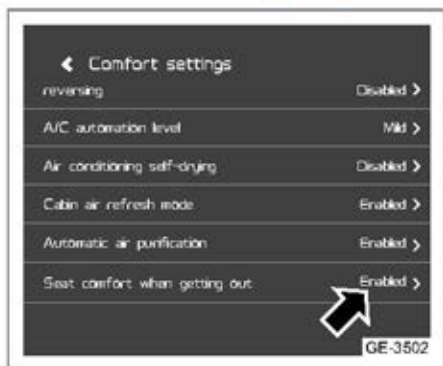 Comfort settings
reversing Disabled
A/C automation level Mild
Air conditioning self-drying Disabled
Cabin air refresh mode Enabled
Automatic air purification Enabled
Seat comfort when getting out Enabled
GE-3502